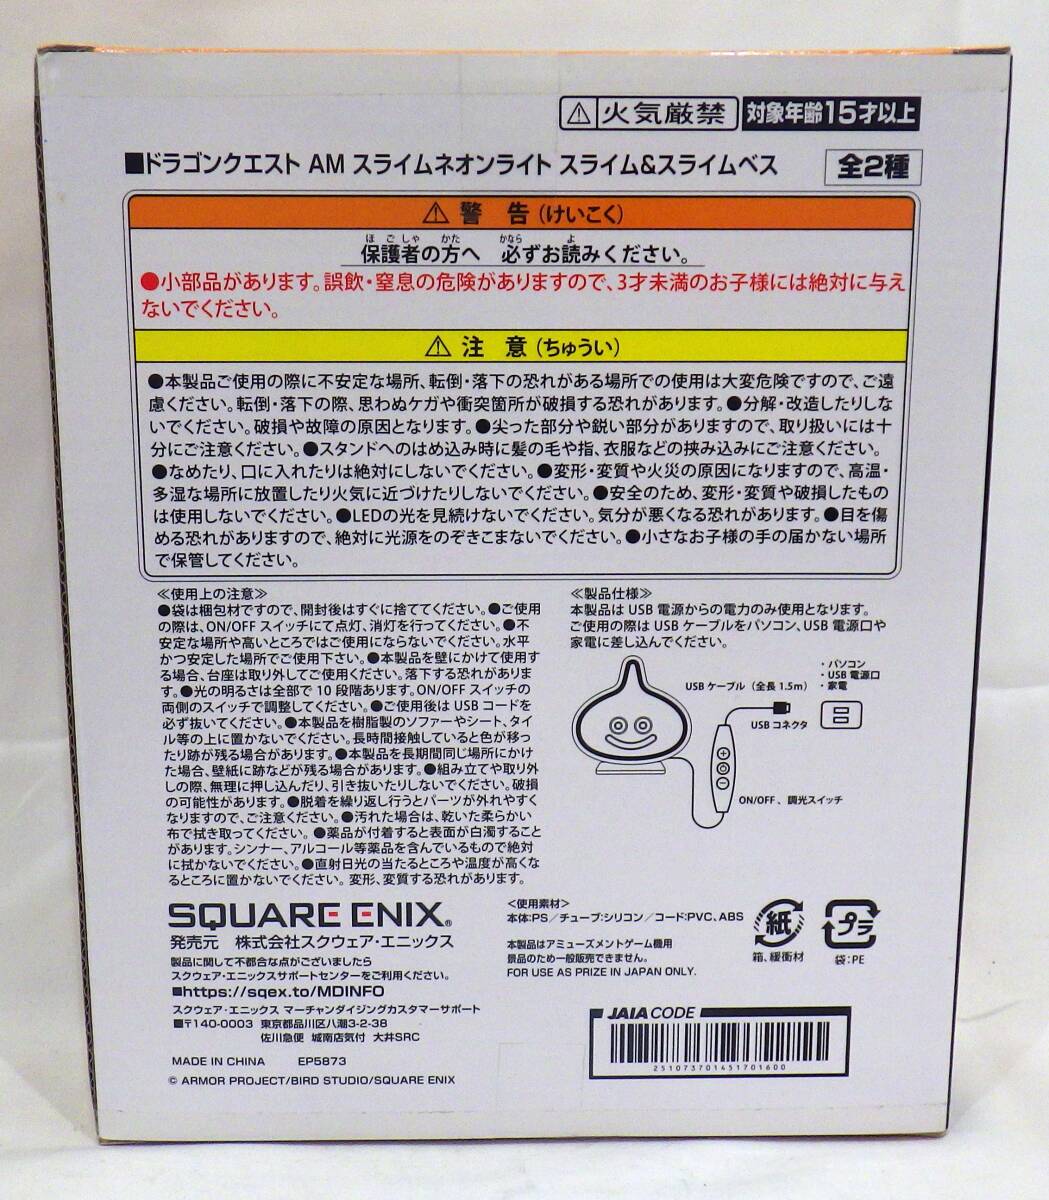 ⚠ 火気厳禁 対象年齢15才以上
■ドラゴンクエスト AM スライムネオンライト スライム&スライムベス 全2種
⚠ 警 告(けいこく)
ほごしゃ かた かなら よ
保護者の方へ 必ずお読みください。
●小部品があります。誤飲・窒息の危険がありますので、3才未満のお子様には絶対に与え
ないでください。
⚠ 注 意(ちゅうい)
●本製品ご使用の際に不安定な場所、転倒・落下の恐れがある場所での使用は大変危険ですので、ご遠
慮ください。転倒・落下の際、思わぬケガや衝突箇所が破損する恐れがあります。●分解・改造したりしな
いでください。破損や故障の原因となります。●尖った部分や鋭い部分がありますので、取り扱いには十
分にご注意ください。●スタンドへのはめ込み時に髪の毛や指、衣服などの挟み込みにご注意ください。
●なめたり、口に入れたりは絶対にしないでください。●変形・変質や火災の原因になりますので、高温・
多湿な場所に放置したり火気に近づけたりしないでください。●安全のため、変形・変質や破損したもの
は使用しないでください。●LEDの光を見続けないでください。気分が悪くなる恐れがあります。●目を傷
める恐れがありますので、絶対に光源をのぞきこまないでください。●小さなお子様の手の届かない場所
で保管してください。
≪使用上の注意≫
●袋は梱包材ですので、開封後はすぐに捨ててください。●ご使用
の際は、ON/OFF スイッチにて点灯、消灯を行ってください。●不
安定な場所や高いところではご使用にならないでください。水平
かつ安定した場所でご使用下さい。●本製品を壁にかけて使用す
る場合、台座は取り外してご使用ください。落下する恐れがありま
す。●光の明るさは全部で 10 段階あります。ON/OFF スイッチの
両側のスイッチで調整してください。●ご使用後は USB コードを
必ず抜いてください。●本製品を樹脂製のソファーやシート、タイ
ル等の上に置かないでください。長時間接触していると色が移っ
たり跡が残る場合があります。●本製品を長期間同じ場所にかけ
た場合、壁紙に跡などが残る場合があります。●組み立てや取り外
しの際、無理に押し込んだり、引き抜いたりしないでください。破損
の可能性があります。●脱着を繰り返し行うとパーツが外れやすく
なりますので、ご注意ください。●汚れた場合は、乾いた柔らかい
布で拭き取ってください。●薬品が付着すると表面が白濁すること
があります。シンナー、アルコール等薬品を含んでいるもので絶対
に拭かないでください。●直射日光の当たるところや温度が高くな
るところに置かないでください。変形、変質する恐れがあります。
≪製品仕様≫
本製品は USB 電源からの電力のみ使用となります。
ご使用の際は USB ケーブルをパソコン、USB 電源口や
家電に差し込んでください。
USB ケーブル (全長 1.5m)
・パソコン
・USB 電源口
・家電
USB コネクタ
ON/OFF 、調光スイッチ
SQUARE ENIX®
発売元 株式会社スクウェア・エニックス
製品に関して不都合な点がございましたら
スクウェア・エニックスサポートセンターをご利用ください。
■https://sqex.to/MDINFO
スクウェア・エニックス マーチャンダイジングカスタマーサポート
■〒140-0003 東京都品川区八潮3-2-38
佐川急便 城南店気付 大井SRC
MADE IN CHINA EP5873
© ARMOR PROJECT/BIRD STUDIO/SQUARE ENIX
<使用素材>
本体:PS/チューブ:シリコン/コード:PVC、ABS
本製品はアミューズメントゲーム機用
景品のため一般販売できません。
FOR USE AS PRIZE IN JAPAN ONLY.
紙
箱、緩衝材
プラ
袋:PE
JAIA CODE
251073701451701600